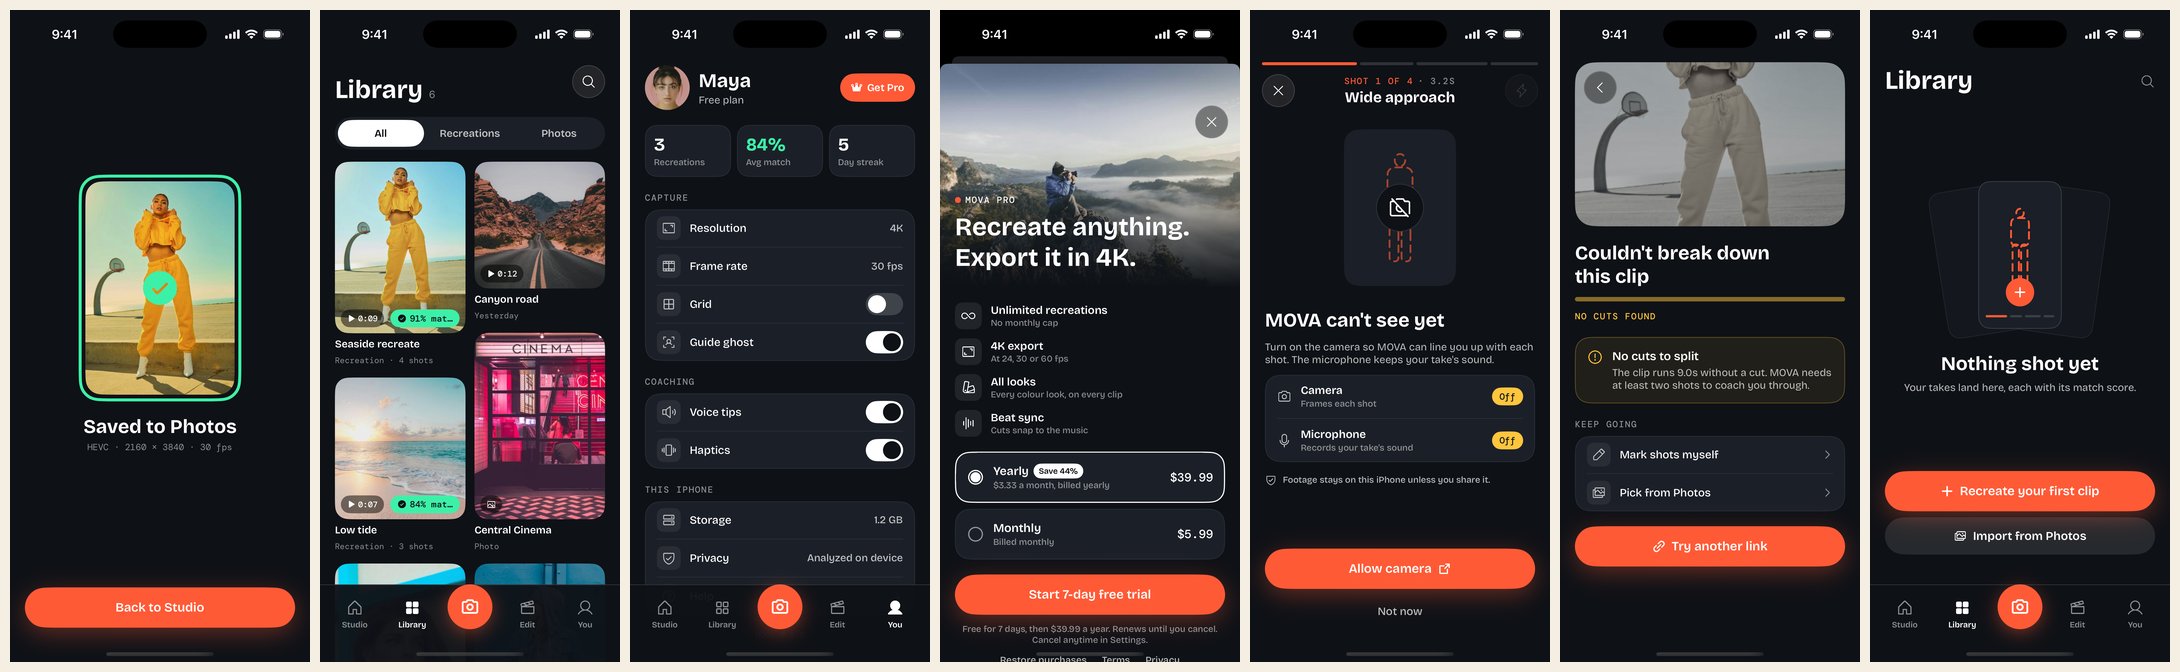 9:41
Saved to Photos
HEVC · 2160 × 3840 · 30 fps
Back to Studio
9:41
Library 6
All Recreations Photos
0:09 91% mat…
Seaside recreate
Recreation · 4 shots
0:12
Canyon road
Yesterday
0:07 84% mat…
Low tide
Recreation · 3 shots
CINEMA
Central Cinema
Photo
Studio Library Edit You
9:41
Maya
Free plan
Get Pro
3
Recreations
84%
Avg match
5
Day streak
CAPTURE
Resolution 4K
Frame rate 30 fps
Grid
Guide ghost
COACHING
Voice tips
Haptics
THIS IPHONE
Storage 1.2 GB
Privacy Analyzed on device
Help
Studio Library Edit You
9:41
MOVA PRO
Recreate anything.
Export it in 4K.
Unlimited recreations
No monthly cap
4K export
At 24, 30 or 60 fps
All looks
Every colour look, on every clip
Beat sync
Cuts snap to the music
Yearly Save 44%
$3.33 a month, billed yearly
$39.99
Monthly
Billed monthly
$5.99
Start 7-day free trial
Free for 7 days, then $39.99 a year. Renews until you cancel.
Cancel anytime in Settings.
Restore purchases Terms Privacy
9:41
SHOT 1 OF 4 · 3.2S
Wide approach
MOVA can't see yet
Turn on the camera so MOVA can line you up with each
shot. The microphone keeps your take's sound.
Camera
Frames each shot
Off
Microphone
Records your take's sound
Off
Footage stays on this iPhone unless you share it.
Allow camera
Not now
9:41
Couldn't break down
this clip
NO CUTS FOUND
No cuts to split
The clip runs 9.0s without a cut. MOVA needs
at least two shots to coach you through.
KEEP GOING
Mark shots myself
Pick from Photos
Try another link
9:41
Library
Nothing shot yet
Your takes land here, each with its match score.
Recreate your first clip
Import from Photos
Studio Library Edit You